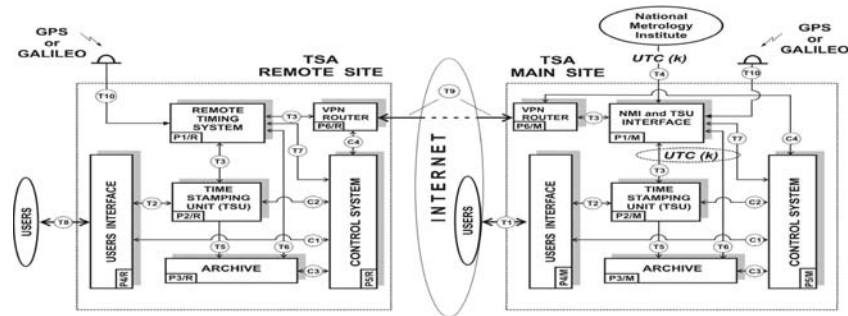 GPS
or
GALILEO
T10
TSA
REMOTE SITE
REMOTE
TIMING
SYSTEM
P1/R
T3
VPN
ROUTER
P6/R
T3
T7
C4
USERS
T8
USERS INTERFACE
P4/R
T2
TIME
STAMPING
UNIT (TSU)
P2/R
C2
C1
T5
T6
ARCHIVE
P3/R
C3
CONTROL SYSTEM
P5/R
T9
INTERNET
USERS
T1
National
Metrology
Institute
UTC (k)
T4
GPS
or
GALILEO
T10
TSA
MAIN SITE
VPN
ROUTER
P6/M
T3
NMI and TSU
INTERFACE
P1/M
T7
C4
UTC (k)
T3
USERS INTERFACE
P4/M
T2
TIME
STAMPING
UNIT (TSU)
P2/M
C2
C1
T5
T6
ARCHIVE
P3/M
C3
CONTROL SYSTEM
P5/M